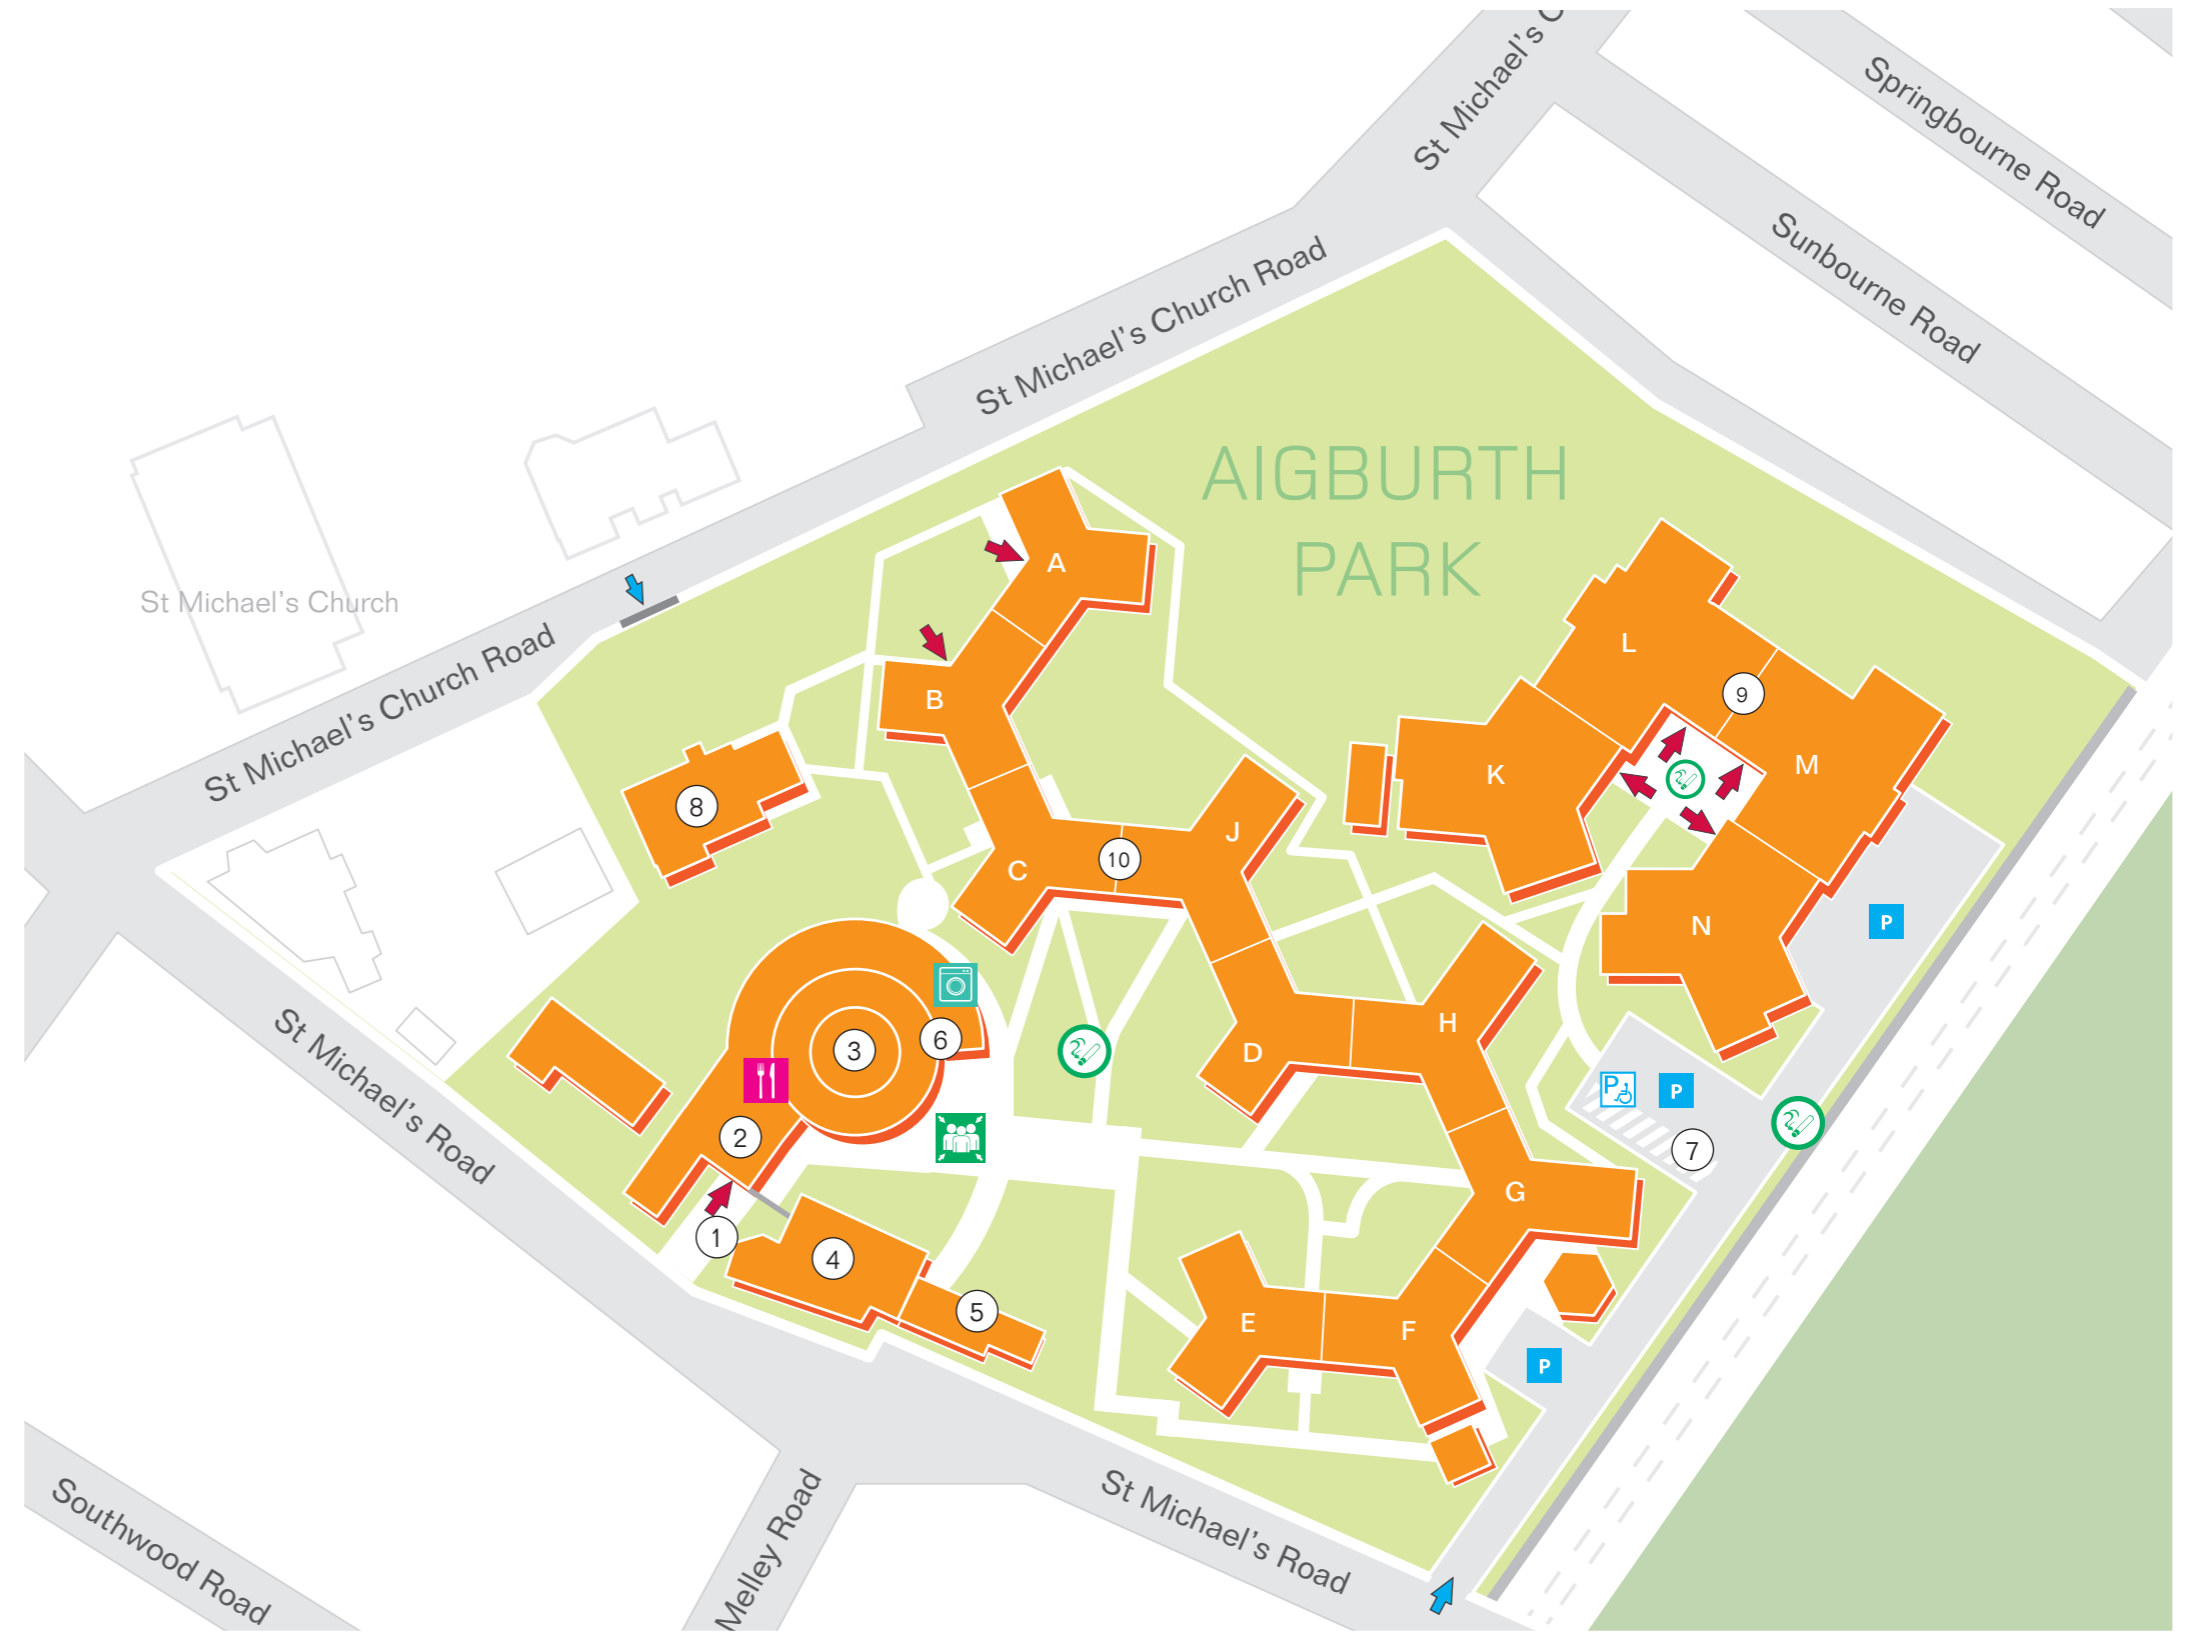 St Michael's C
Springbourne Road
Sunbourne Road
St Michael's Church Road
AIGBURTH
PARK
St Michael's Church
St Michael's Church Road
A
B
L
9
K
M
J
8
C
10
N
P
H
3
6
D
P
P
7
2
G
1
4
5
E
F
P
St Michael's Road
St Michael's Road
Melley Road
Southwood Road